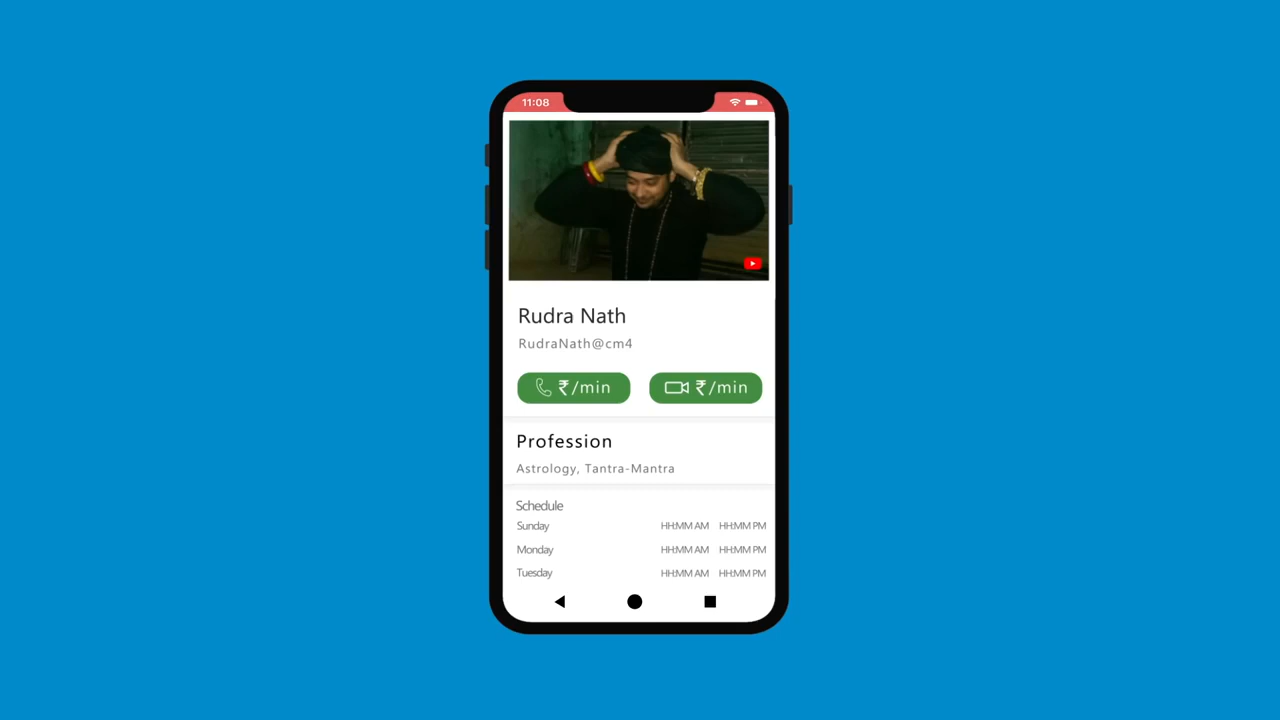 11:08
Rudra Nath
RudraNath@cm4
₹/min ₹/min
Profession
Astrology, Tantra-Mantra
Schedule
Sunday HH:MM AM HH:MM PM
Monday HH:MM AM HH:MM PM
Tuesday HH:MM AM HH:MM PM